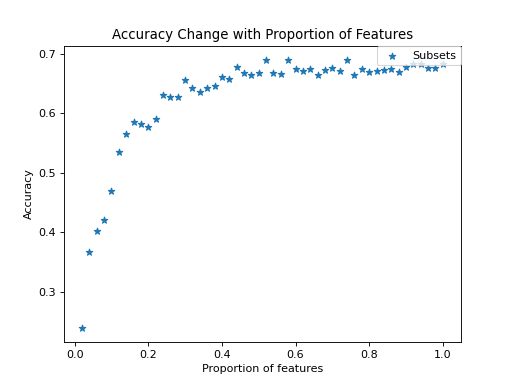 Accuracy Change with Proportion of Features
Subsets
Accuracy
0.7
0.6
0.5
0.4
0.3
0.0 0.2 0.4 0.6 0.8 1.0
Proportion of features